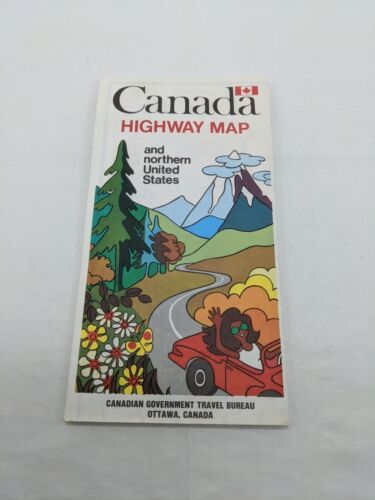 Canada
HIGHWAY MAP
and
northern
United
States
CANADIAN GOVERNMENT TRAVEL BUREAU
OTTAWA, CANADA